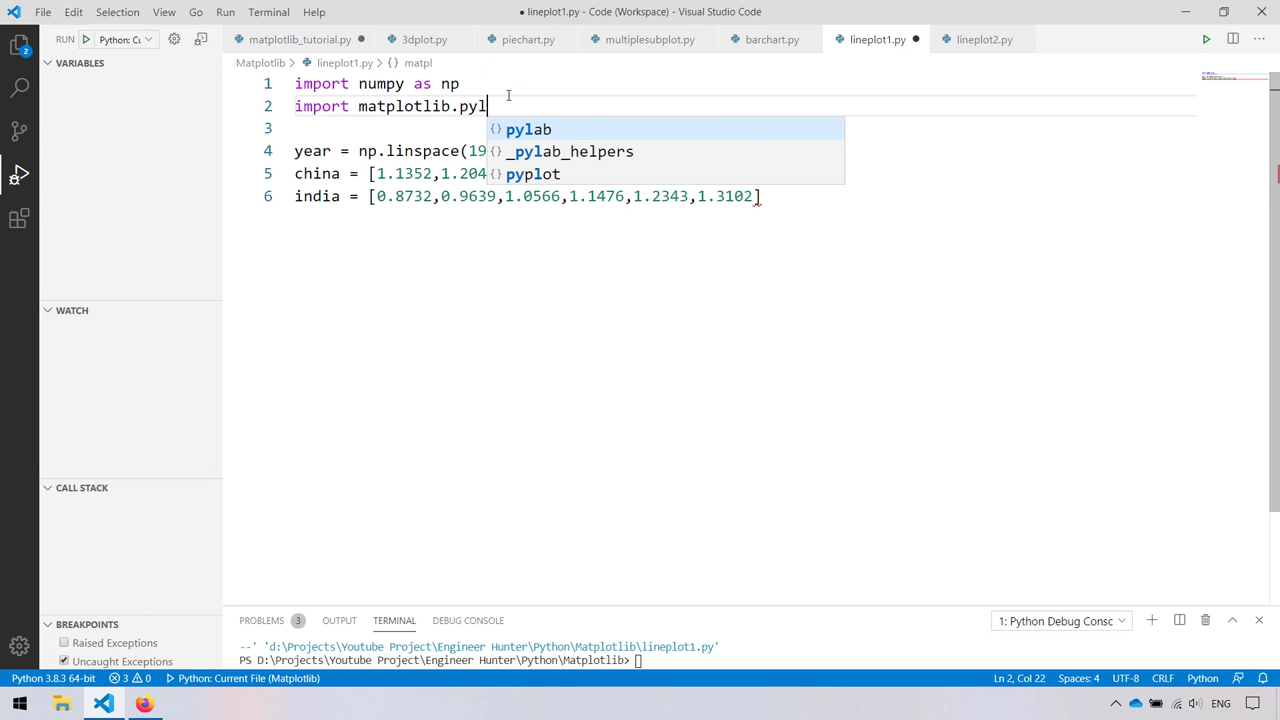 File Edit Selection View Go Run Terminal Help
● lineplot1.py - Code (Workspace) - Visual Studio Code
RUN Python: Cu
matplotlib_tutorial.py ● 3dplot.py piechart.py multiplesubplot.py barchart.py lineplot1.py ● lineplot2.py
VARIABLES
Matplotlib > lineplot1.py > {} matpl
1 import numpy as np
2 import matplotlib.pyl
{} pylab
3
{} _pylab_helpers
4 year = np.linspace(19
{} pyplot
5 china = [1.1352,1.204
6 india = [0.8732,0.9639,1.0566,1.1476,1.2343,1.3102]
2
WATCH
CALL STACK
BREAKPOINTS
Raised Exceptions
Uncaught Exceptions
PROBLEMS 3 OUTPUT TERMINAL DEBUG CONSOLE
1: Python Debug Consc
--' 'd:\Projects\Youtube Project\Engineer Hunter\Python\Matplotlib\lineplot1.py'
PS D:\Projects\Youtube Project\Engineer Hunter\Python\Matplotlib>
Python 3.8.3 64-bit 3 0 Python: Current File (Matplotlib)
Ln 2, Col 22 Spaces: 4 UTF-8 CRLF Python
ENG